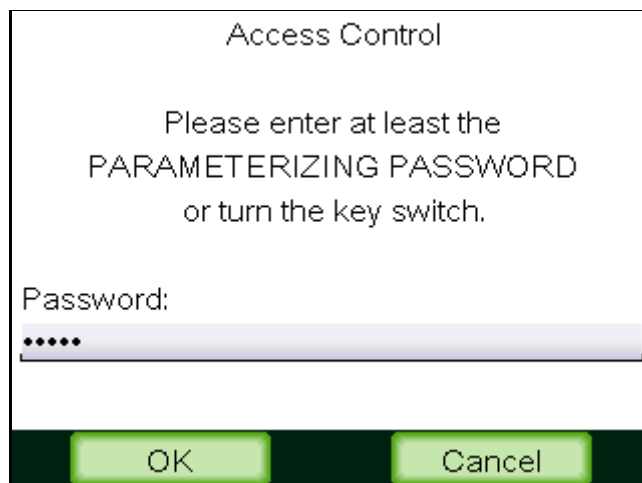 Access Control
Please enter at least the
PARAMETERIZING PASSWORD
or turn the key switch.
Password:
•••••
OK Cancel